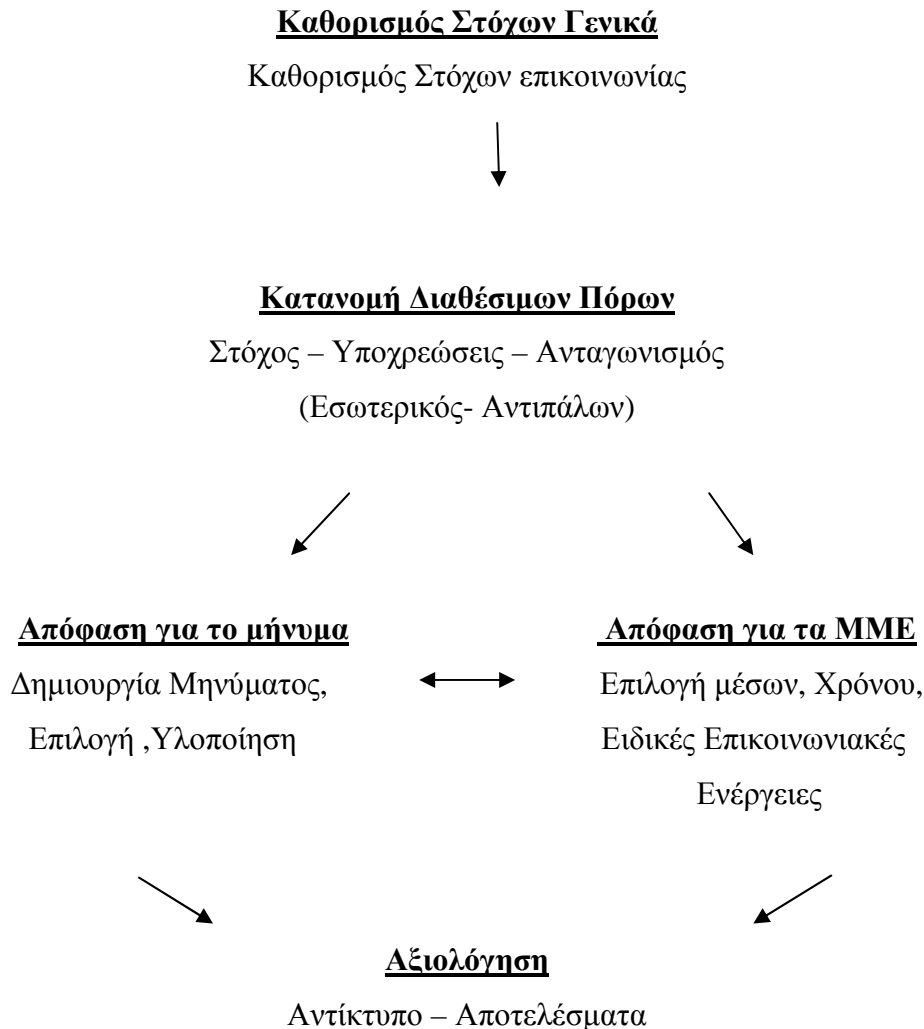 Καθορισμός Στόχων Γενικά
Καθορισμός Στόχων επικοινωνίας
Κατανομή Διαθέσιμων Πόρων
Στόχος – Υποχρεώσεις – Ανταγωνισμός
(Εσωτερικός- Αντιπάλων)
Απόφαση για το μήνυμα
Δημιουργία Μηνύματος,
Επιλογή ,Υλοποίηση
Απόφαση για τα ΜΜΕ
Επιλογή μέσων, Χρόνου,
Ειδικές Επικοινωνιακές
Ενέργειες
Αξιολόγηση
Αντίκτυπο – Αποτελέσματα